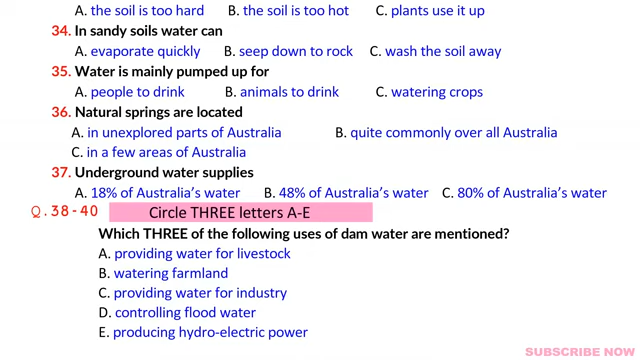 A. the soil is too hard B. the soil is too hot C. plants use it up
34. In sandy soils water can
A. evaporate quickly B. seep down to rock C. wash the soil away
35. Water is mainly pumped up for
A. people to drink B. animals to drink C. watering crops
36. Natural springs are located
A. in unexplored parts of Australia B. quite commonly over all Australia
C. in a few areas of Australia
37. Underground water supplies
A. 18% of Australia's water B. 48% of Australia's water C. 80% of Australia's water
Q.38-40 Circle THREE letters A-E
Which THREE of the following uses of dam water are mentioned?
A. providing water for livestock
B. watering farmland
C. providing water for industry
D. controlling flood water
E. producing hydro-electric power
SUBSCRIBE NOW